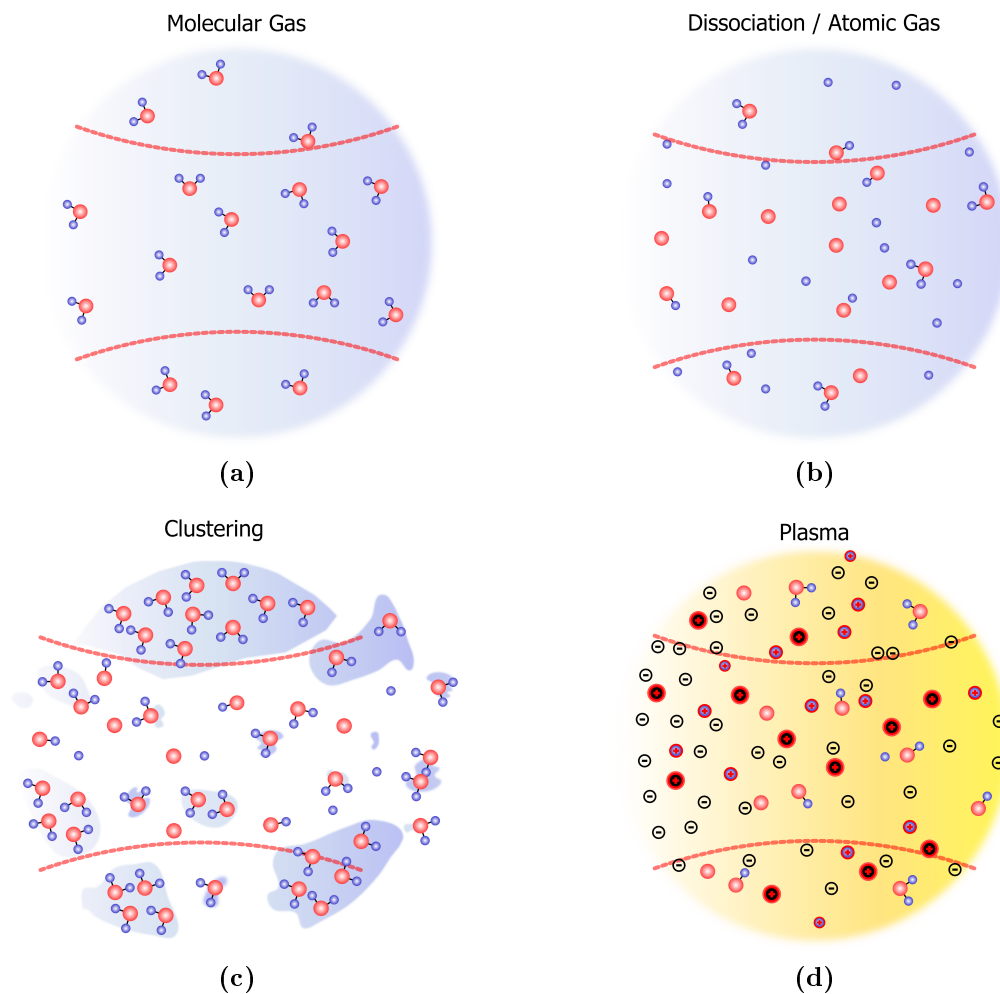 Molecular Gas
Dissociation / Atomic Gas
(a)
(b)
Clustering
Plasma
(c)
(d)